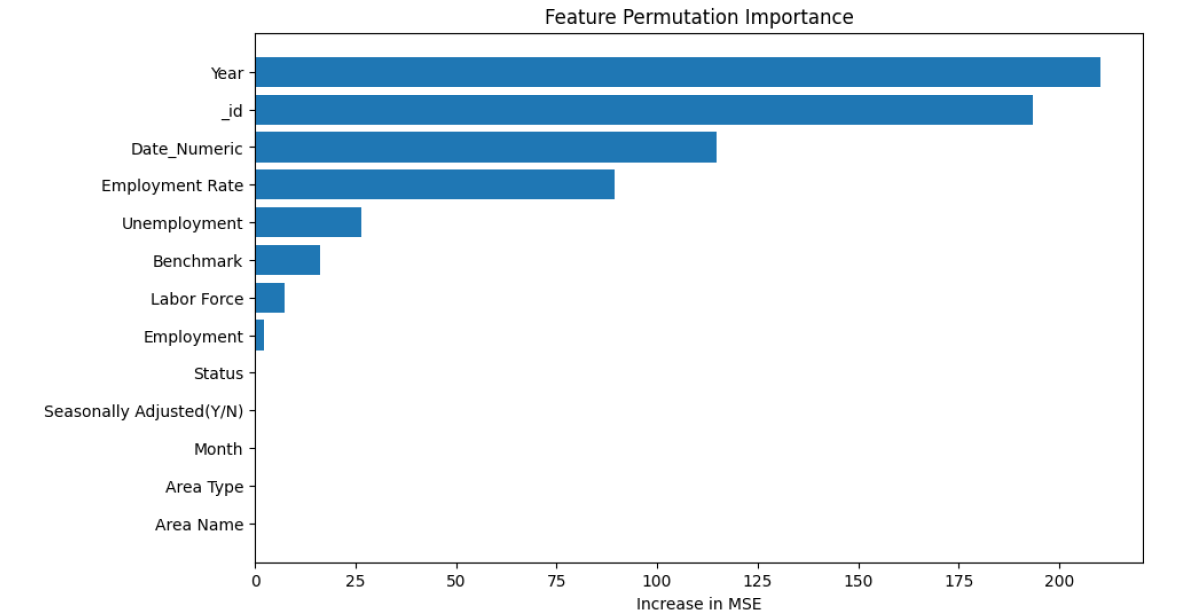 Feature Permutation Importance
Year
_id
Date_Numeric
Employment Rate
Unemployment
Benchmark
Labor Force
Employment
Status
Seasonally Adjusted(Y/N)
Month
Area Type
Area Name
0 25 50 75 100 125 150 175 200
Increase in MSE